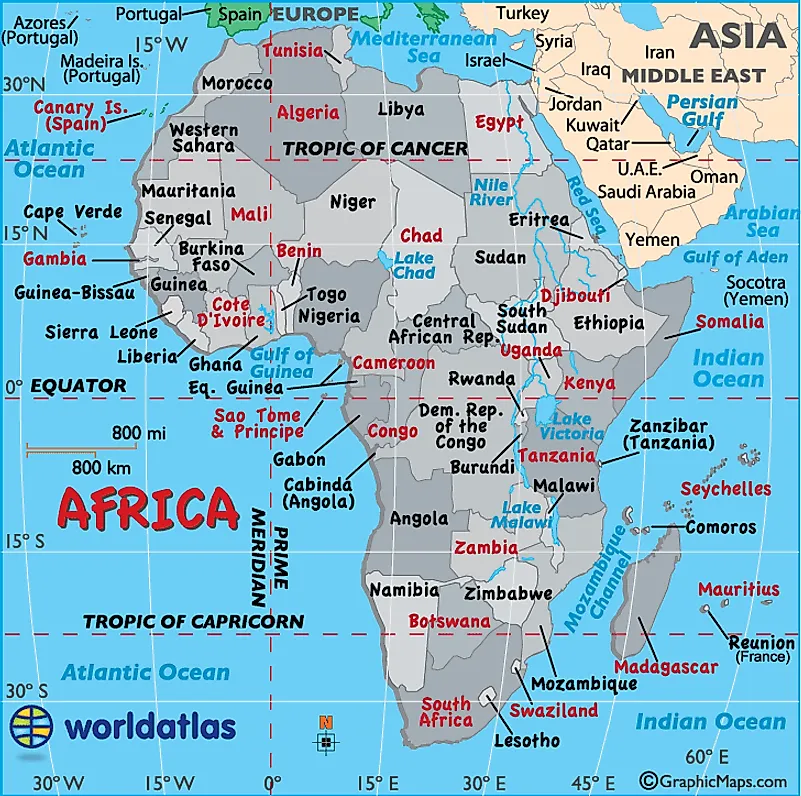 Azores
(Portugal)
Portugal
Spain
EUROPE
Turkey
ASIA
15°W
Madeira Is.
(Portugal)
Tunisia
Mediterranean
Sea
Syria
Israel
Iraq
Iran
MIDDLE EAST
30°N
Morocco
Canary Is.
(Spain)
Algeria
Libya
Egypt
Jordan
Kuwait
Qatar
Persian
Gulf
Western
Sahara
Atlantic
Ocean
TROPIC OF CANCER
U.A.E.
Oman
Saudi Arabia
Mauritania
Niger
Nile
River
Red Sea
Cape Verde
Senegal
Mali
Chad
Eritrea
Arabian
Sea
15°N
Yemen
Gambia
Burkina
Faso
Benin
Lake
Chad
Sudan
Gulf of Aden
Guinea-Bissau
Guinea
Togo
Djibouti
Socotra
(Yemen)
Nigeria
Cote
D'Ivoire
Sierra Leone
Central
African Rep.
South
Sudan
Ethiopia
Somalia
Liberia
Ghana
Gulf of
Guinea
Cameroon
Uganda
Indian
Ocean
0°
EQUATOR
Eq. Guinea
Rwanda
Kenya
Sao Tome
& Principe
Congo
Dem. Rep.
of the
Congo
Lake
Victoria
Zanzibar
(Tanzania)
800 mi
800 km
Gabon
Burundi
Tanzania
Cabinda
(Angola)
Malawi
Seychelles
AFRICA
Angola
Lake
Malawi
Comoros
PRIME
MERIDIAN
15° S
Zambia
Mozambique
Channel
Namibia
Zimbabwe
Mauritius
TROPIC OF CAPRICORN
Botswana
Reunion
(France)
Atlantic Ocean
Madagascar
Mozambique
30° S
South
Africa
Swaziland
Indian Ocean
worldatlas
N
Lesotho
60° E
30°W
15°W
0°
15°E
30°E
45°E
©GraphicMaps.com